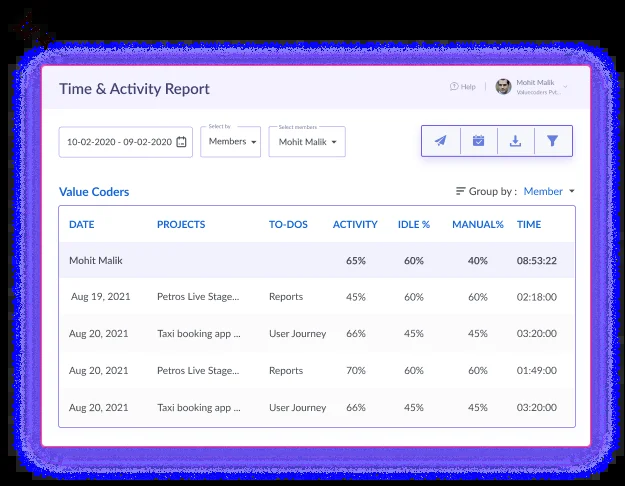 Time & Activity Report
Help
Mohit Malik
Valuecoders Pvt...
10-02-2020 - 09-02-2020
Select by
Members
Select members
Mohit Malik
Value Coders
Group by : Member
DATE PROJECTS TO-DOS ACTIVITY IDLE % MANUAL% TIME
Mohit Malik 65% 60% 40% 08:53:22
Aug 19, 2021 Petros Live Stage... Reports 45% 60% 60% 02:18:00
Aug 20, 2021 Taxi booking app ... User Journey 66% 45% 45% 03:20:00
Aug 20, 2021 Petros Live Stage... Reports 70% 60% 60% 01:49:00
Aug 20, 2021 Taxi booking app ... User Journey 66% 45% 45% 03:20:00